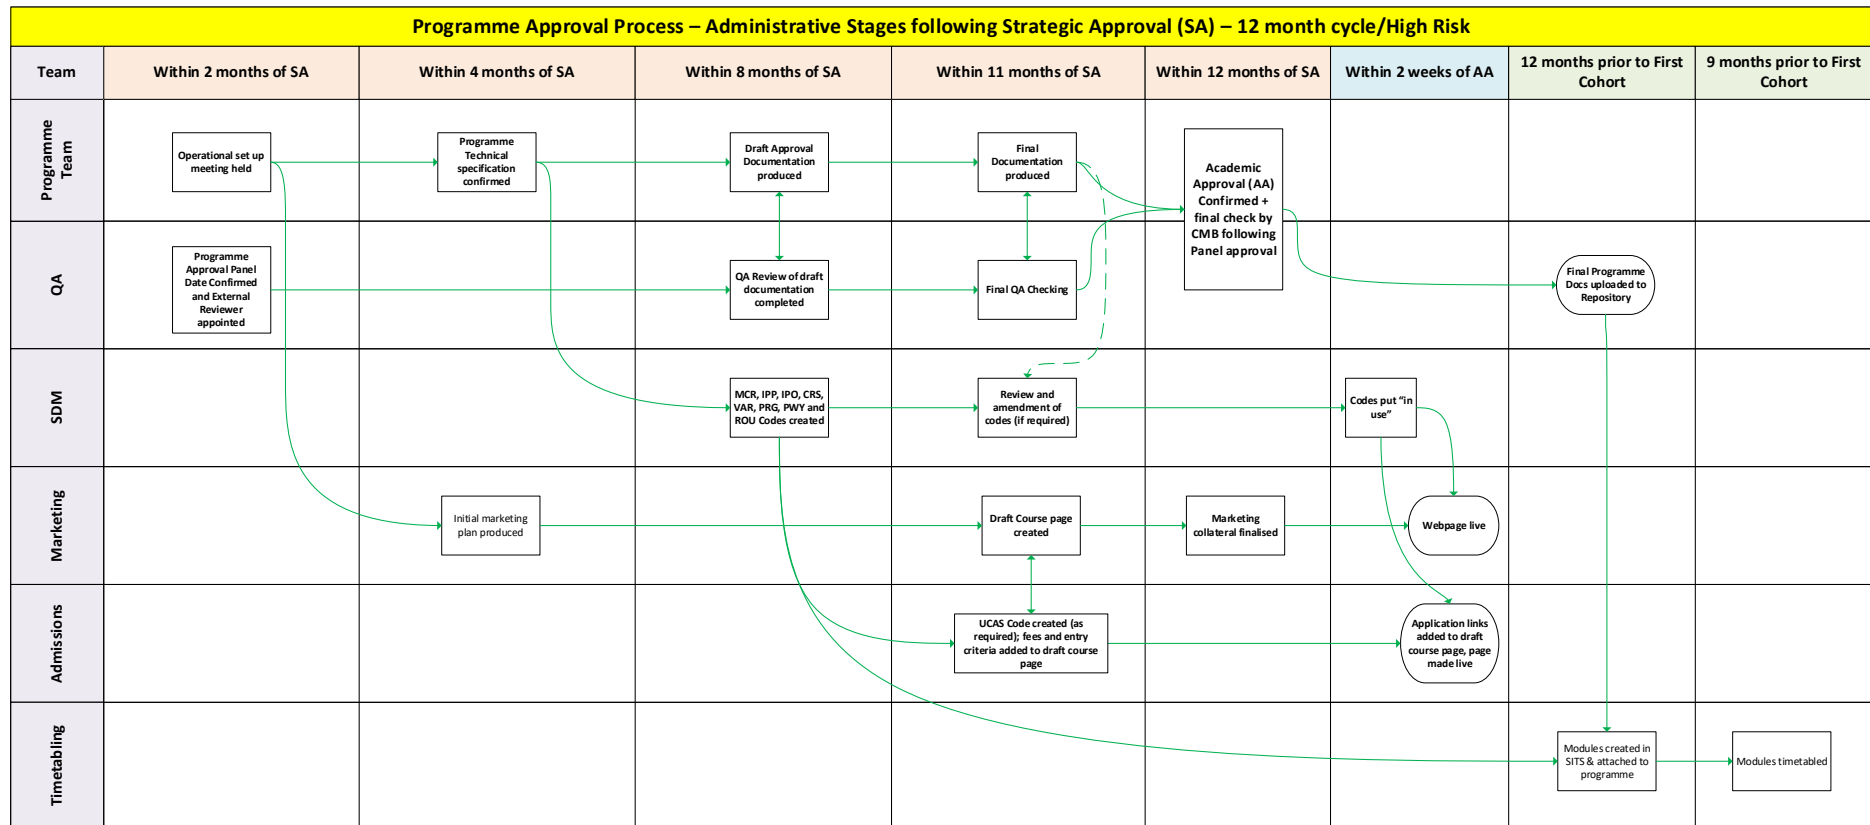 Programme Approval Process – Administrative Stages following Strategic Approval (SA) – 12 month cycle/High Risk
Team
Within 2 months of SA
Within 4 months of SA
Within 8 months of SA
Within 11 months of SA
Within 12 months of SA
Within 2 weeks of AA
12 months prior to First
Cohort
9 months prior to First
Cohort
Programme
Team
Operational set up
meeting held
Programme
Technical
specification
confirmed
Draft Approval
Documentation
produced
Final
Documentation
produced
Academic
Approval (AA)
Confirmed +
final check by
CMB following
Panel approval
QA
Programme
Approval Panel
Date Confirmed
and External
Reviewer
appointed
QA Review of draft
documentation
completed
Final QA Checking
Final Programme
Docs uploaded to
Repository
SDM
MCR, IPP, IPO, CRS,
VAR, PRG, PWY and
ROU Codes created
Review and
amendment of
codes (if required)
Codes put “in
use”
Marketing
Initial marketing
plan produced
Draft Course page
created
Marketing
collateral finalised
Webpage live
Admissions
UCAS Code created (as
required); fees and entry
criteria added to draft course
page
Application links
added to draft
course page, page
made live
Timetabling
Modules created in
SITS & attached to
programme
Modules timetabled